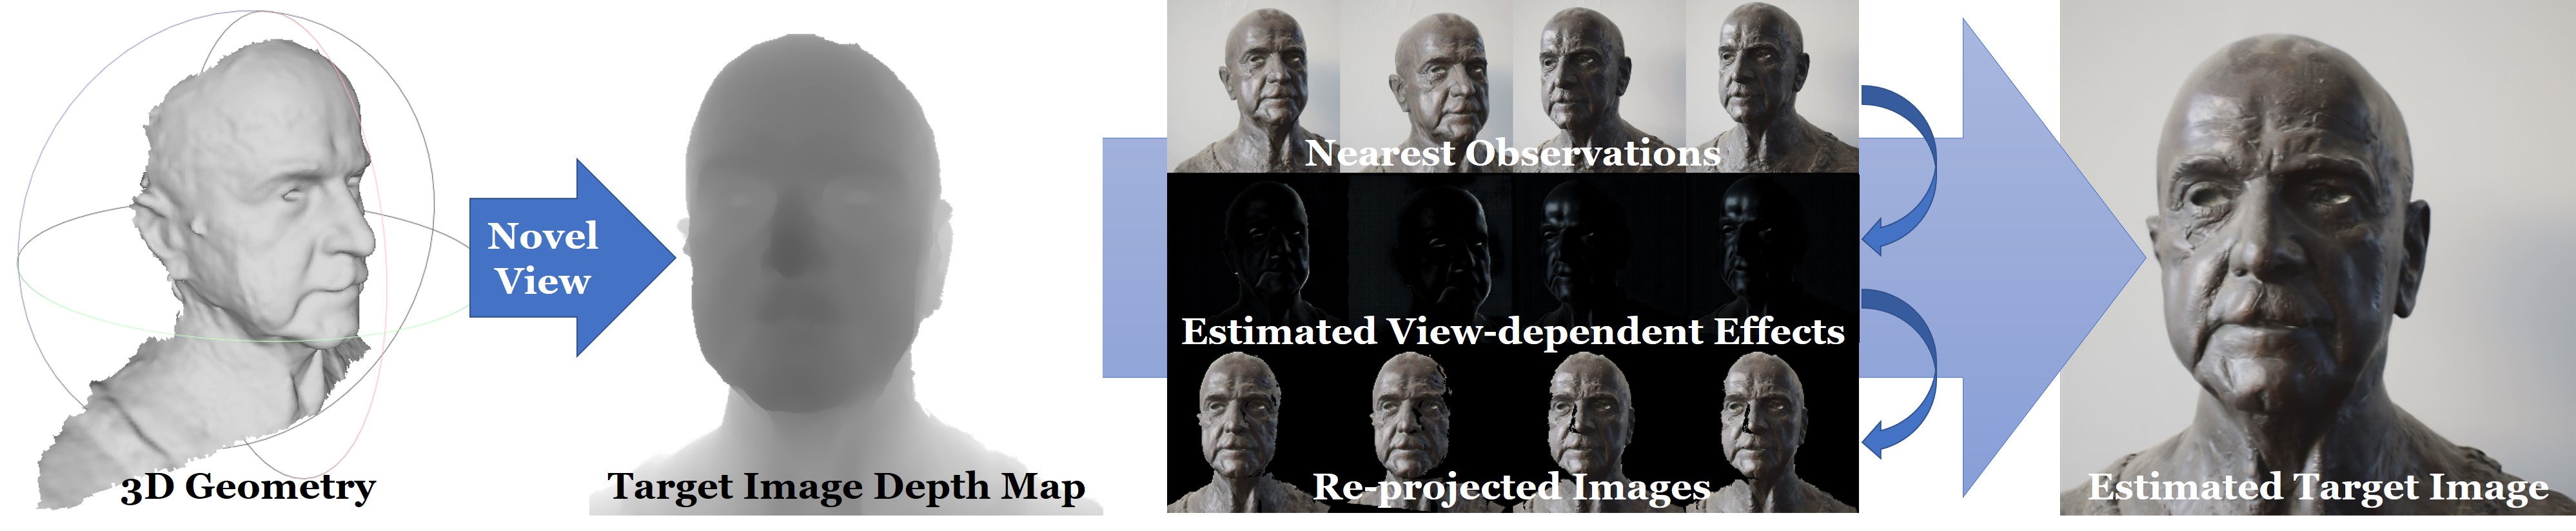 3D Geometry
Novel
View
Target Image Depth Map
Nearest Observations
Estimated View-dependent Effects
Re-projected Images
Estimated Target Image